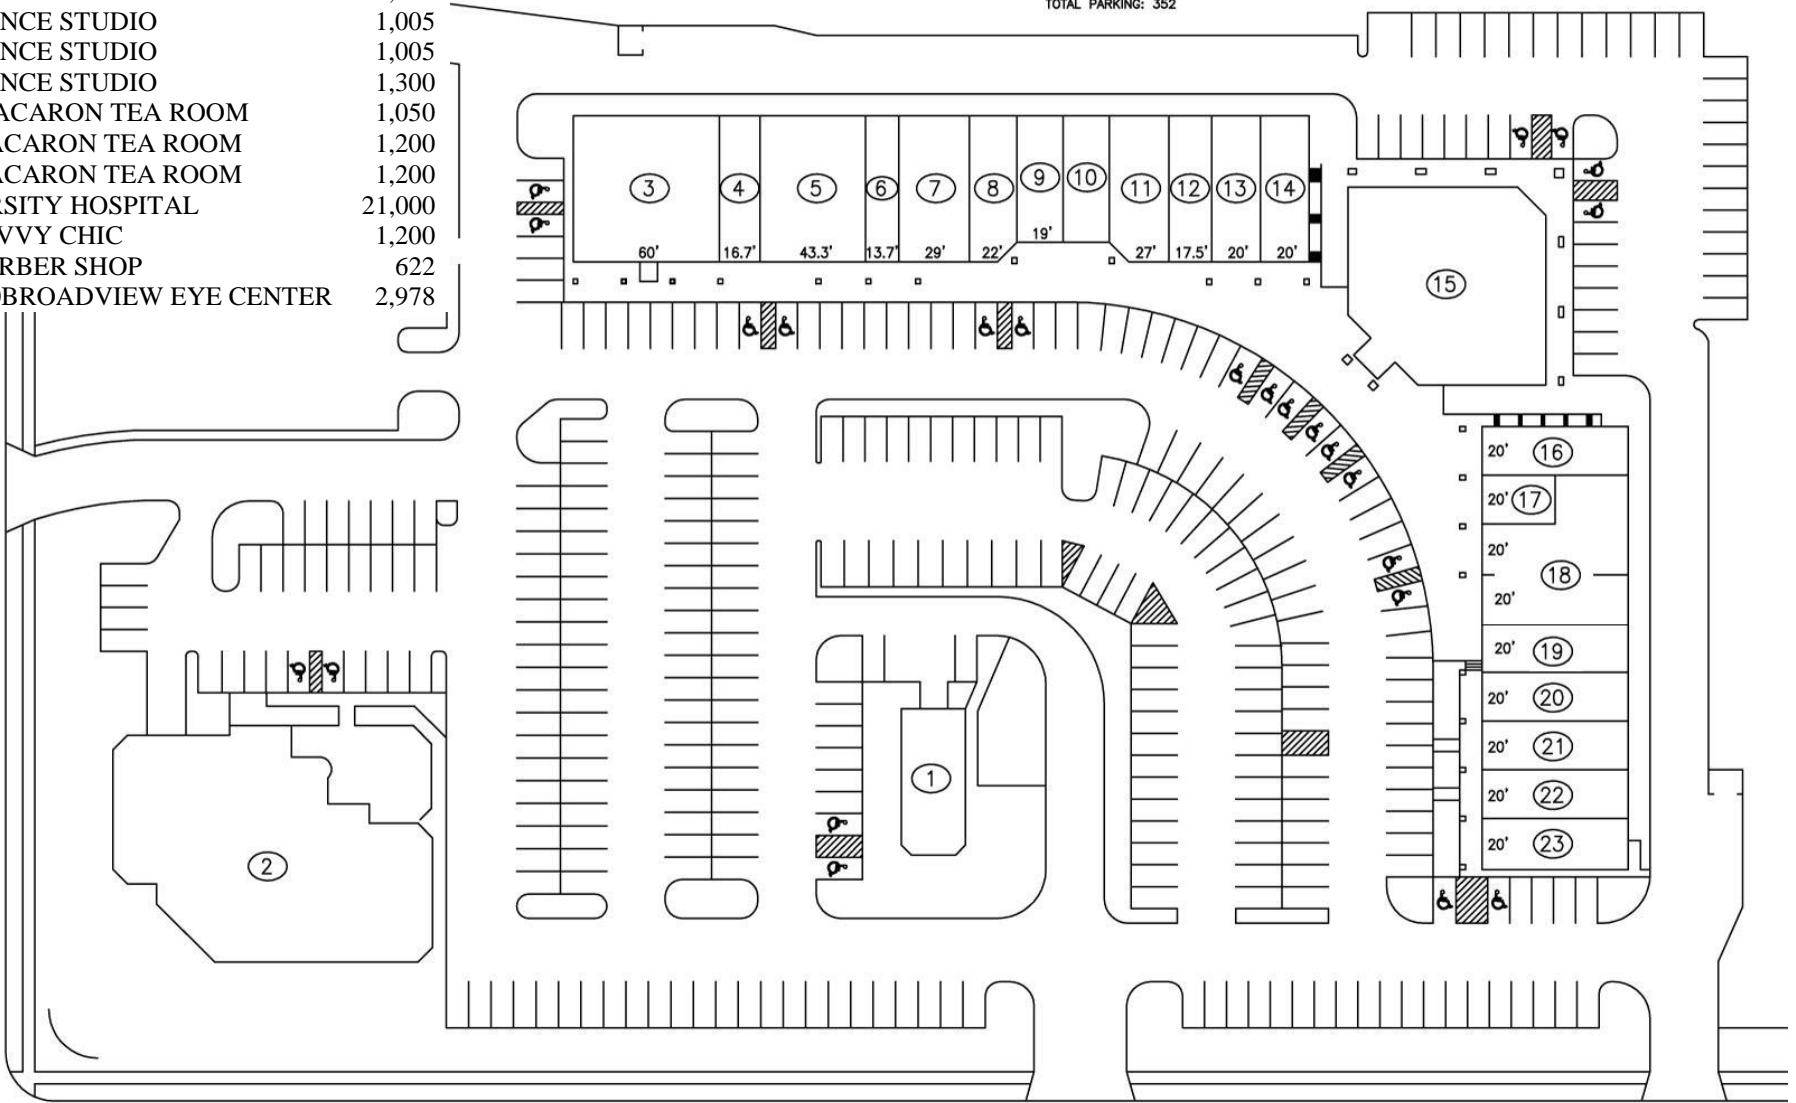 TOTAL PARKING: 352
NCE STUDIO 1,005
NCE STUDIO 1,005
NCE STUDIO 1,300
ACARON TEA ROOM 1,050
ACARON TEA ROOM 1,200
ACARON TEA ROOM 1,200
RSITY HOSPITAL 21,000
VVY CHIC 1,200
RBER SHOP 622
BROADVIEW EYE CENTER 2,978
3 4 5 6 7 8 9 10 11 12 13 14
60' 16.7' 43.3' 13.7' 29' 22' 19' 27' 17.5' 20' 20'
15
20' 16
20' 17
20'
18
20'
20' 19
20' 20
20' 21
20' 22
20' 23
1
2